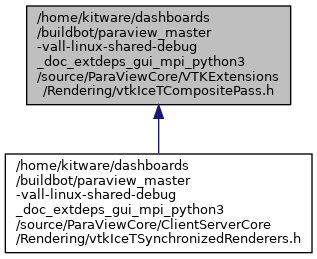 /home/kitware/dashboards
/buildbot/paraview_master
-vall-linux-shared-debug
_doc_extdeps_gui_mpi_python3
/source/ParaViewCore/VTKExtensions
/Rendering/vtkIceTCompositePass.h
/home/kitware/dashboards
/buildbot/paraview_master
-vall-linux-shared-debug
_doc_extdeps_gui_mpi_python3
/source/ParaViewCore/ClientServerCore
/Rendering/vtkIceTSynchronizedRenderers.h